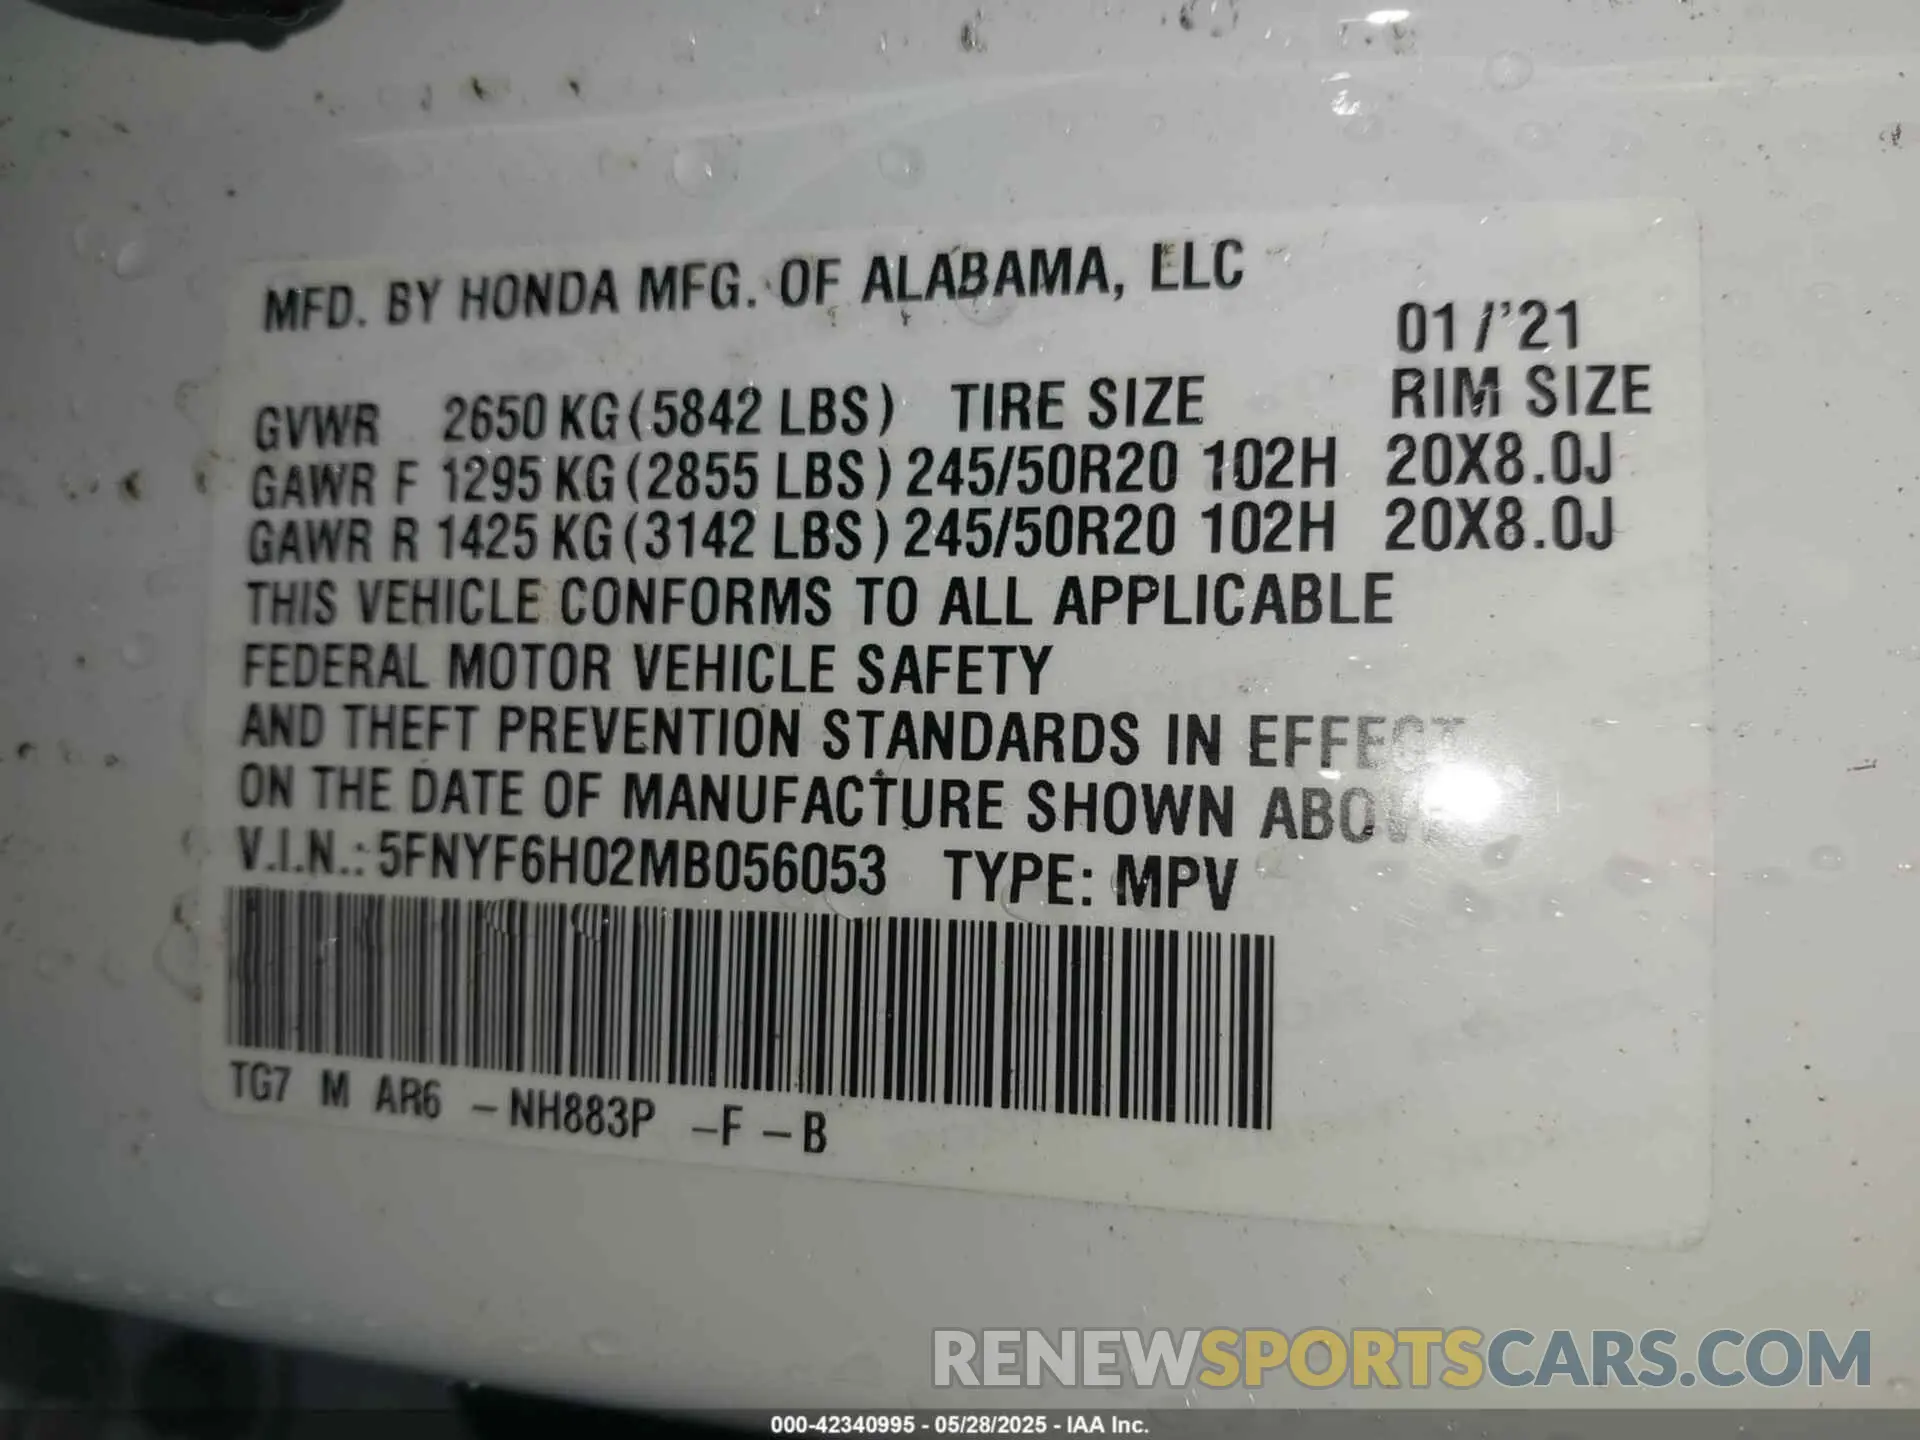 MFD. BY HONDA MFG. OF ALABAMA, LLC
01/'21
GVWR 2650 KG (5842 LBS) TIRE SIZE RIM SIZE
GAWR F 1295 KG (2855 LBS) 245/50R20 102H 20X8.0J
GAWR R 1425 KG (3142 LBS) 245/50R20 102H 20X8.0J
THIS VEHICLE CONFORMS TO ALL APPLICABLE
FEDERAL MOTOR VEHICLE SAFETY
AND THEFT PREVENTION STANDARDS IN EFFECT
ON THE DATE OF MANUFACTURE SHOWN ABOV
V.I.N.: 5FNYF6H02MB056053 TYPE: MPV
TG7 M AR6 -NH883P -F-B
RENEWSPORTSCARS.COM
000-42340995 - 05/28/2025 - IAA Inc.